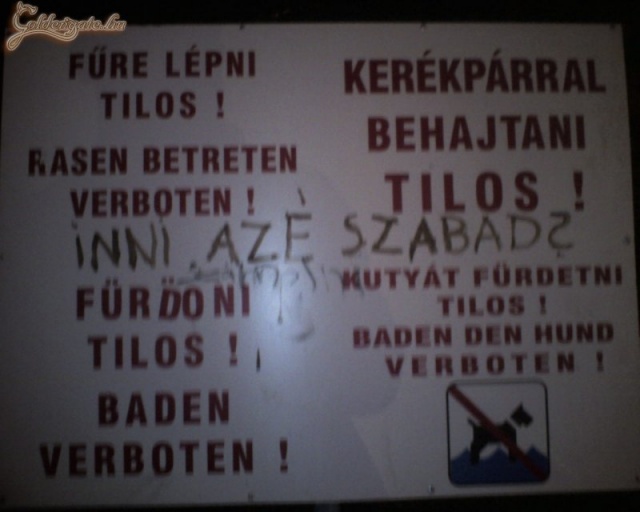 FŰRE LÉPNI
TILOS !
RASEN BETRETEN
VERBOTEN !
KERÉKPÁRRAL
BEHAJTANI
TILOS !
INNI AZÉ SZABAD?
FÜRDÖNI
TILOS !
BADEN
VERBOTEN !
KUTYÁT FÜRDETNI
TILOS !
BADEN DEN HUND
VERBOTEN !